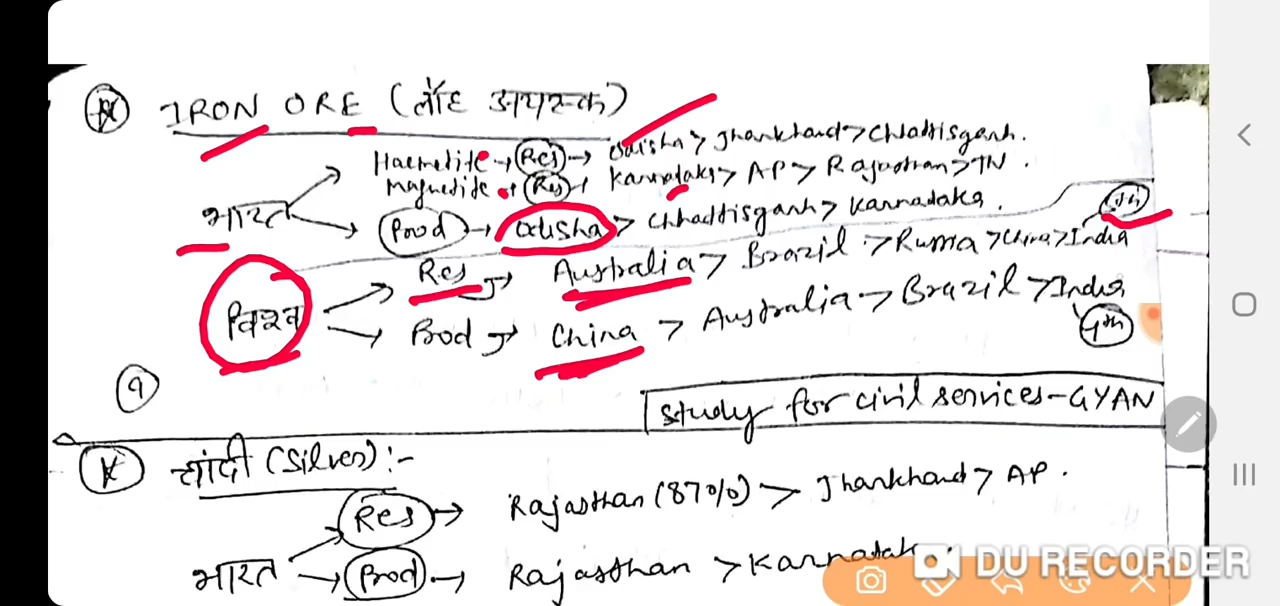 IRON ORE (लौह अयस्क)
Haemetite → Res → Odisha > Jharkhand > Chhattisgarh.
Magnetite → Res → Karnataka > AP > Rajasthan > TN.
भारत
Prod → Odisha > Chhattisgarh > Karnataka.
5th
Res → Australia > Brazil > Russia > China > India
विश्व
Prod → China > Australia > Brazil > India
4th
9
Study for civil services-GYAN
चांदी (Silver) :-
Res → Rajasthan (87%) > Jharkhand > AP.
भारत
Prod → Rajasthan > Karnataka.
DU RECORDER